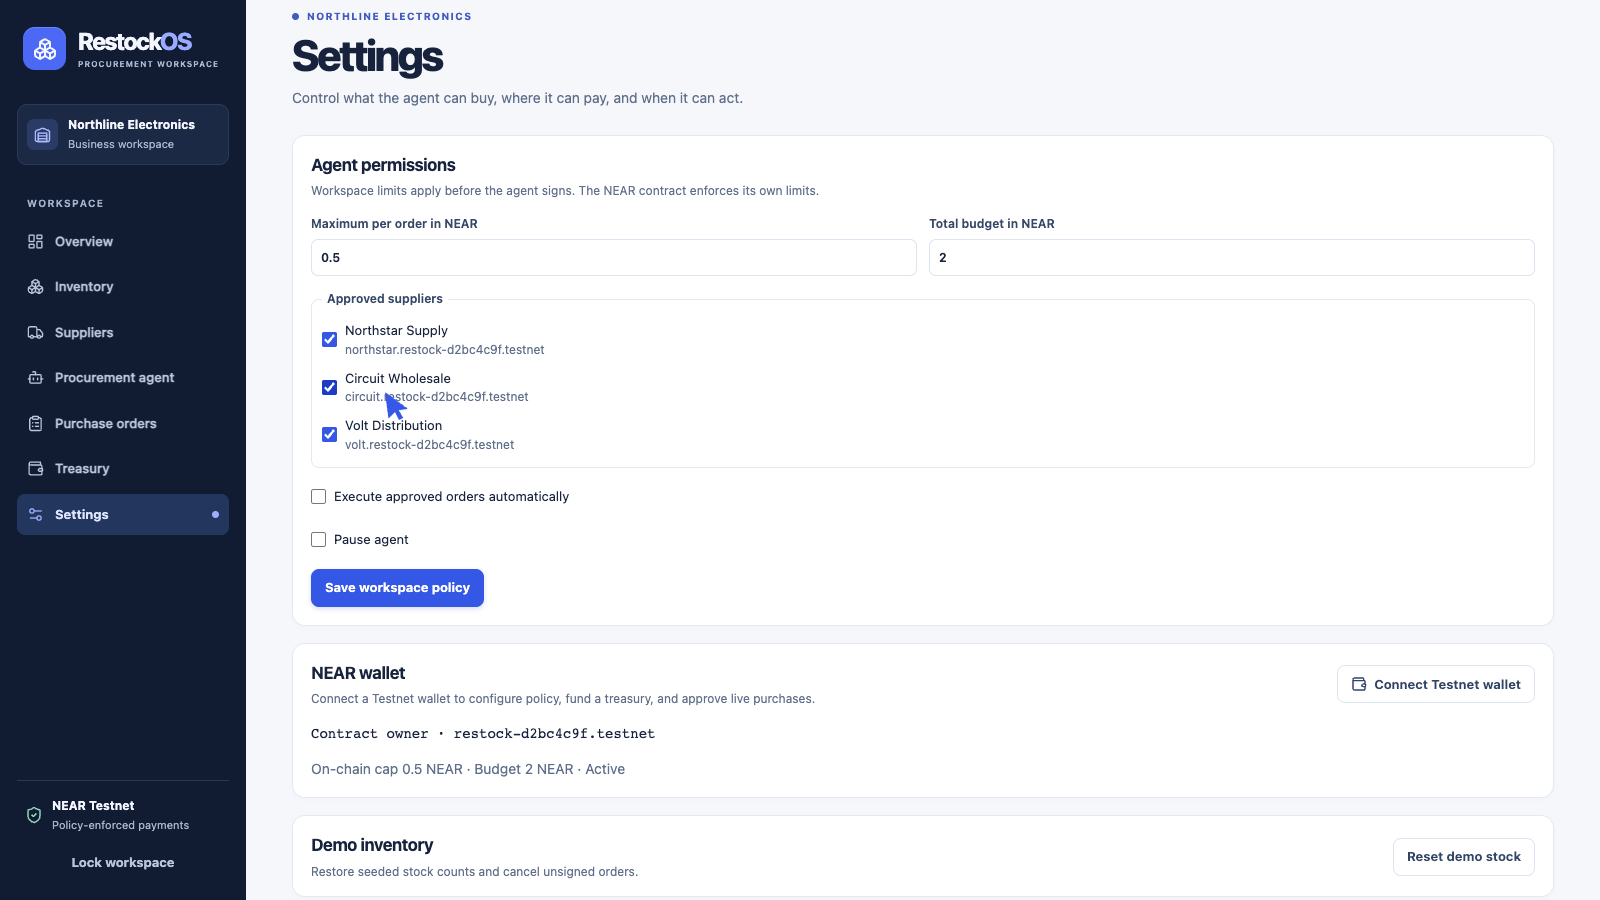 RestockOS
PROCUREMENT WORKSPACE
Northline Electronics
Business workspace
WORKSPACE
Overview
Inventory
Suppliers
Procurement agent
Purchase orders
Treasury
Settings
NEAR Testnet
Policy-enforced payments
Lock workspace
NORTHLINE ELECTRONICS
Settings
Control what the agent can buy, where it can pay, and when it can act.
Agent permissions
Workspace limits apply before the agent signs. The NEAR contract enforces its own limits.
Maximum per order in NEAR
0.5
Total budget in NEAR
2
Approved suppliers
Northstar Supply
northstar.restock-d2bc4c9f.testnet
Circuit Wholesale
circuit.restock-d2bc4c9f.testnet
Volt Distribution
volt.restock-d2bc4c9f.testnet
Execute approved orders automatically
Pause agent
Save workspace policy
NEAR wallet
Connect a Testnet wallet to configure policy, fund a treasury, and approve live purchases.
Connect Testnet wallet
Contract owner · restock-d2bc4c9f.testnet
On-chain cap 0.5 NEAR · Budget 2 NEAR · Active
Demo inventory
Restore seeded stock counts and cancel unsigned orders.
Reset demo stock